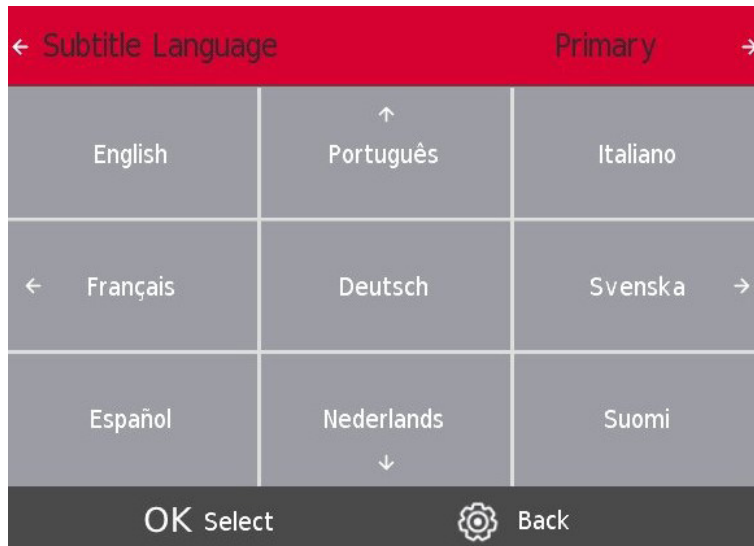 ← Subtitle Language Primary →
↑
English Português Italiano
← Français Deutsch Svenska →
Español Nederlands Suomi
↓
OK Select Back